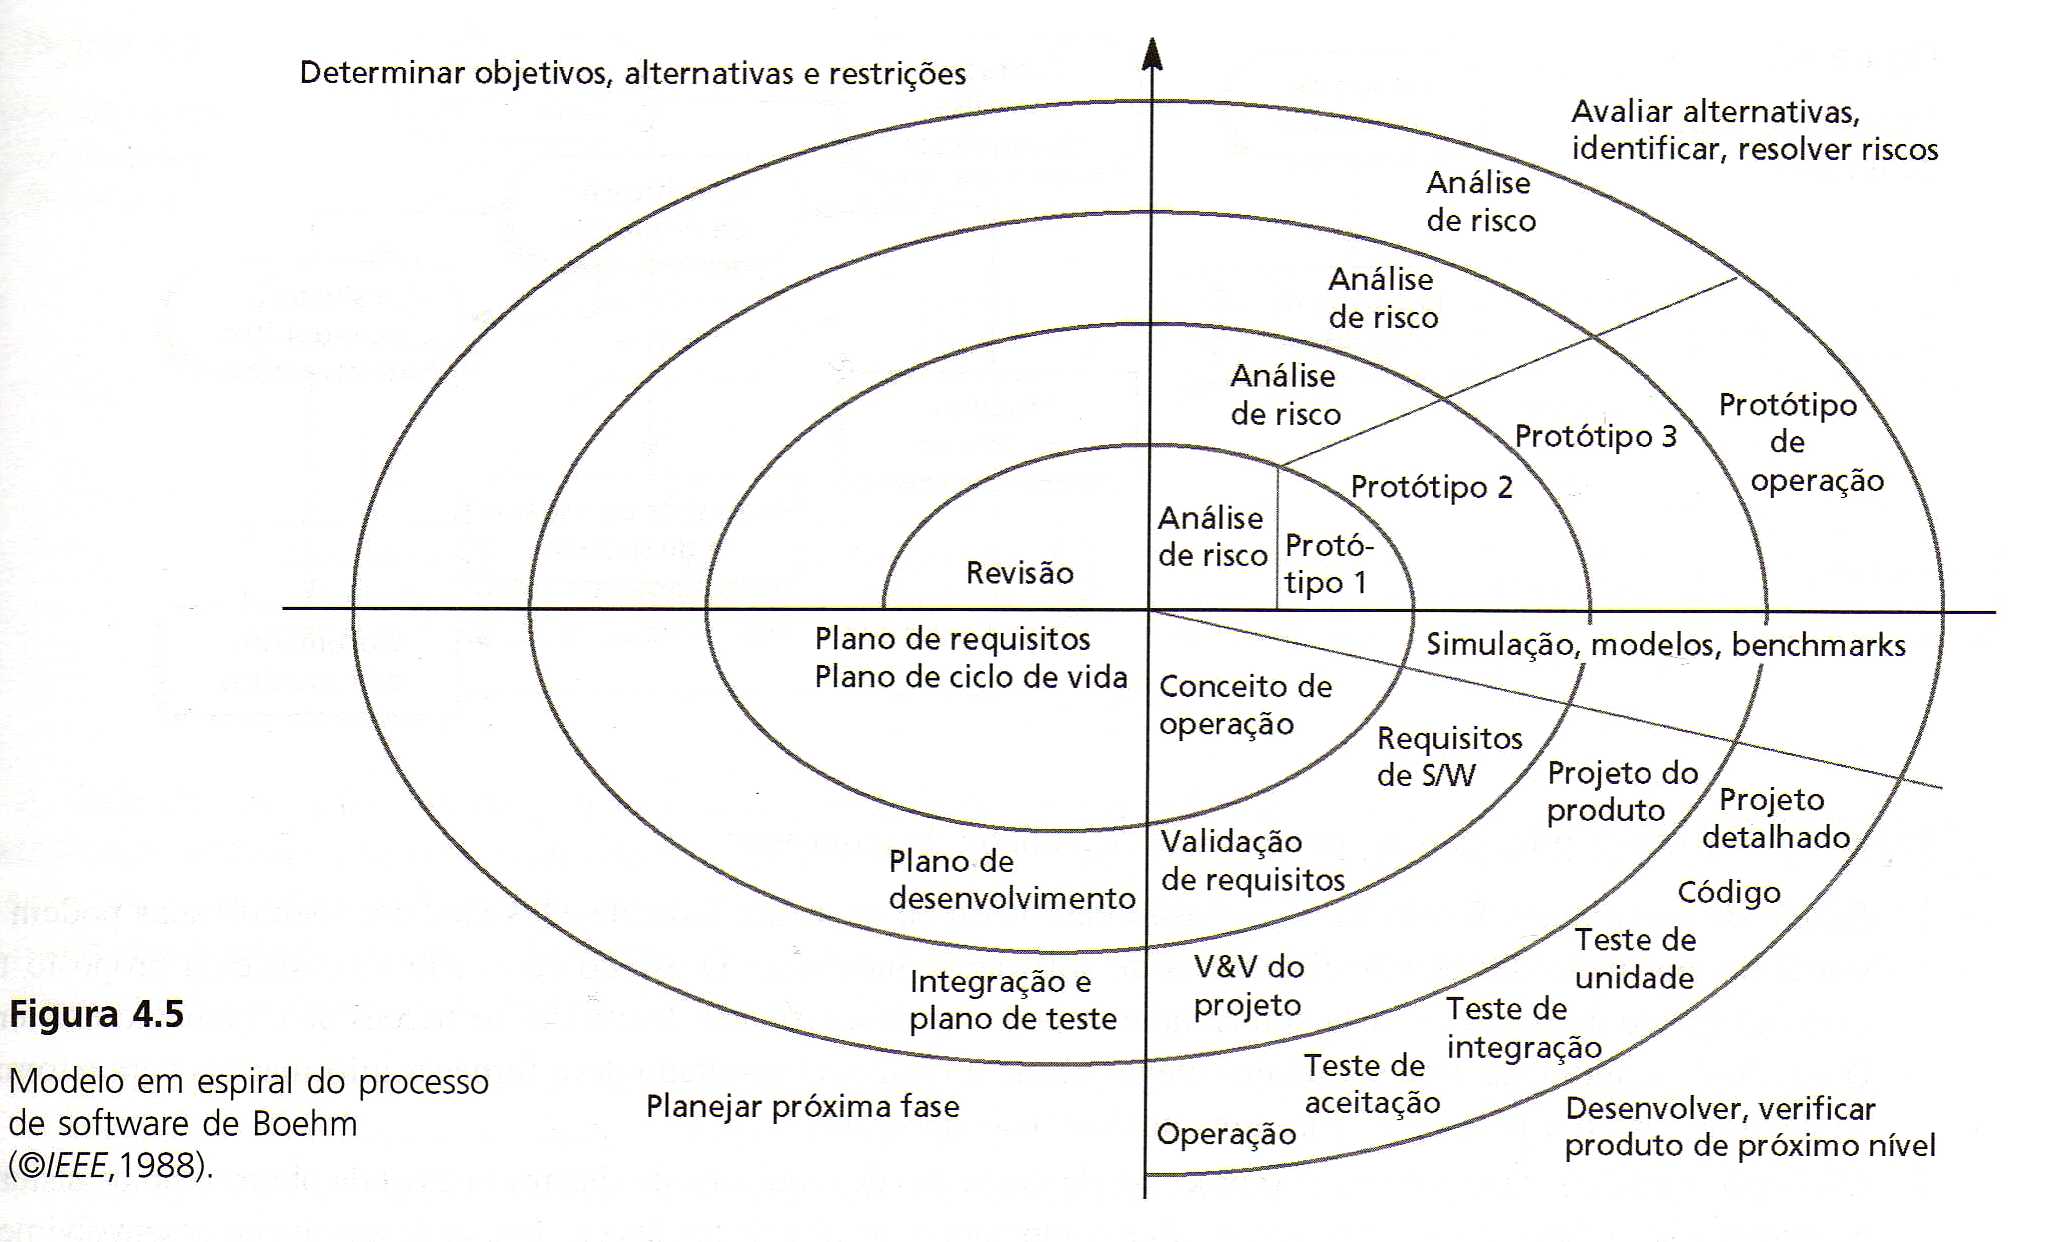 Determinar objetivos, alternativas e restrições
Avaliar alternativas,
identificar, resolver riscos
Análise
de risco
Análise
de risco
Análise
de risco
Análise
de risco
Protó-
tipo 1
Protótipo 2
Protótipo 3
Protótipo
de
operação
Revisão
Plano de requisitos
Plano de ciclo de vida
Simulação, modelos, benchmarks
Conceito de
operação
Requisitos
de S/W
Projeto do
produto
Projeto
detalhado
Código
Teste de
unidade
Teste de
integração
Teste de
aceitação
Operação
Validação
de requisitos
V&V do
projeto
Plano de
desenvolvimento
Integração e
plano de teste
Planejar próxima fase
Desenvolver, verificar
produto de próximo nível
Figura 4.5
Modelo em espiral do processo
de software de Boehm
(©IEEE,1988).